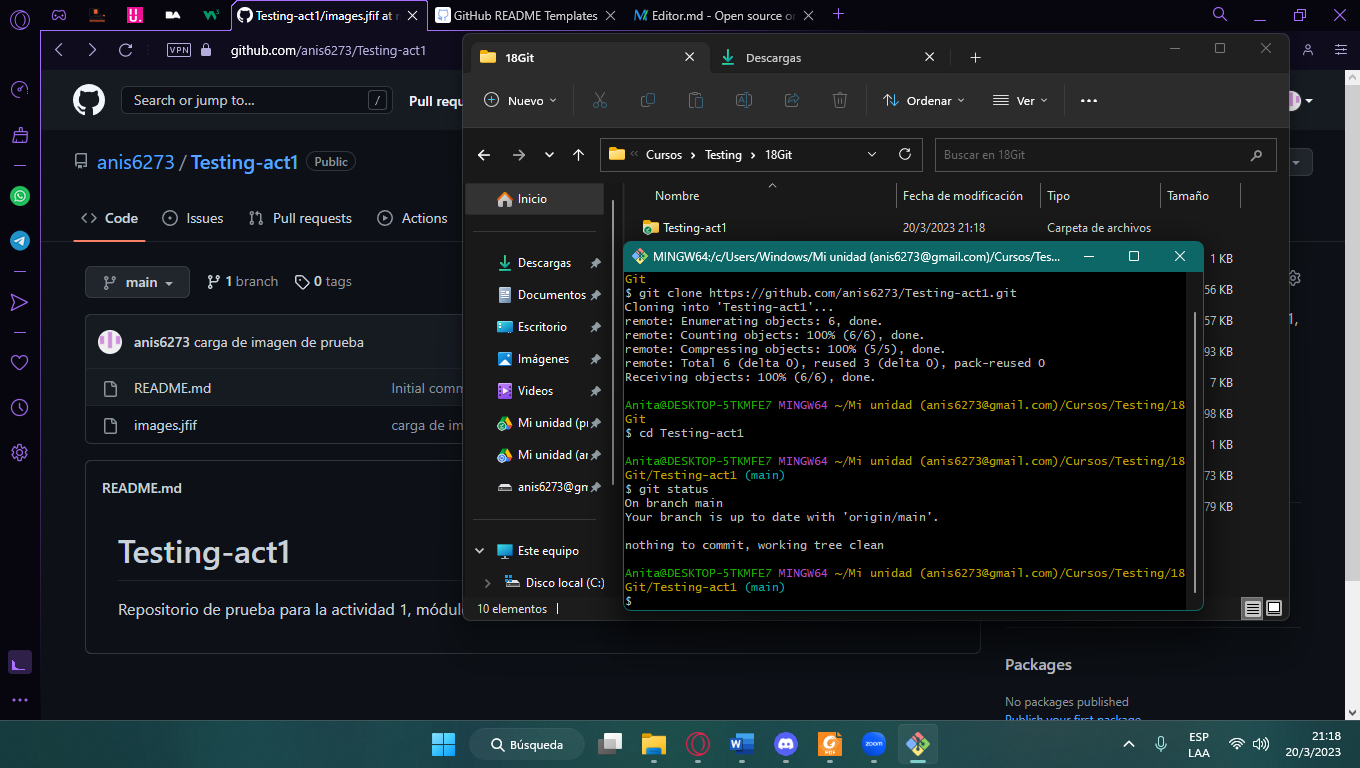 Testing-act1/images.jfif at m
GitHub README Templates
Editor.md - Open source o
VPN
github.com/anis6273/Testing-act1
Search or jump to...
/
Pull requ
anis6273 / Testing-act1
Public
Code
Issues
Pull requests
Actions
main
1 branch
0 tags
anis6273 carga de imagen de prueba
README.md
Initial comm
images.jfif
carga de im
README.md
Testing-act1
Repositorio de prueba para la actividad 1, módul
Packages
No packages published
Publish your first package
18Git
Descargas
Nuevo
Ordenar
Ver
Cursos
Testing
18Git
Buscar en 18Git
Nombre
Fecha de modificación
Tipo
Tamaño
Inicio
Testing-act1
20/3/2023 21:18
Carpeta de archivos
1 KB
56 KB
57 KB
93 KB
7 KB
98 KB
1 KB
73 KB
79 KB
1,
Descargas
Documentos
Escritorio
Imágenes
Videos
Mi unidad (pr
Mi unidad (ar
anis6273@gm
Este equipo
Disco local (C:)
10 elementos
MINGW64:/c/Users/Windows/Mi unidad (anis6273@gmail.com)/Cursos/Tes...
Git
$ git clone https://github.com/anis6273/Testing-act1.git
Cloning into 'Testing-act1'...
remote: Enumerating objects: 6, done.
remote: Counting objects: 100% (6/6), done.
remote: Compressing objects: 100% (5/5), done.
remote: Total 6 (delta 0), reused 3 (delta 0), pack-reused 0
Receiving objects: 100% (6/6), done.
Anita@DESKTOP-5TKMFE7 MINGW64 ~/Mi unidad (anis6273@gmail.com)/Cursos/Testing/18
Git
$ cd Testing-act1
Anita@DESKTOP-5TKMFE7 MINGW64 ~/Mi unidad (anis6273@gmail.com)/Cursos/Testing/18
Git/Testing-act1 (main)
$ git status
On branch main
Your branch is up to date with 'origin/main'.
nothing to commit, working tree clean
Anita@DESKTOP-5TKMFE7 MINGW64 ~/Mi unidad (anis6273@gmail.com)/Cursos/Testing/18
Git/Testing-act1 (main)
$
Búsqueda
zoom
ESP
LAA
21:18
20/3/2023